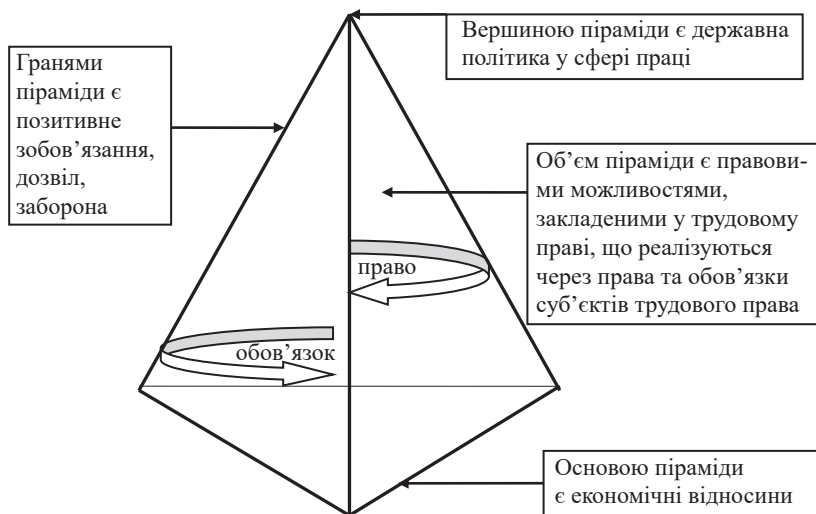 Вершиною піраміди є державна
політика у сфері праці
Гранями
піраміди є
позитивне
зобов’язання,
дозвіл,
заборона
Об’єм піраміди є правови-
ми можливостями,
закладеними у трудовому
праві, що реалізуються
через права та обов’язки
суб’єктів трудового права
право
обов’язок
Основою піраміди
є економічні відносини